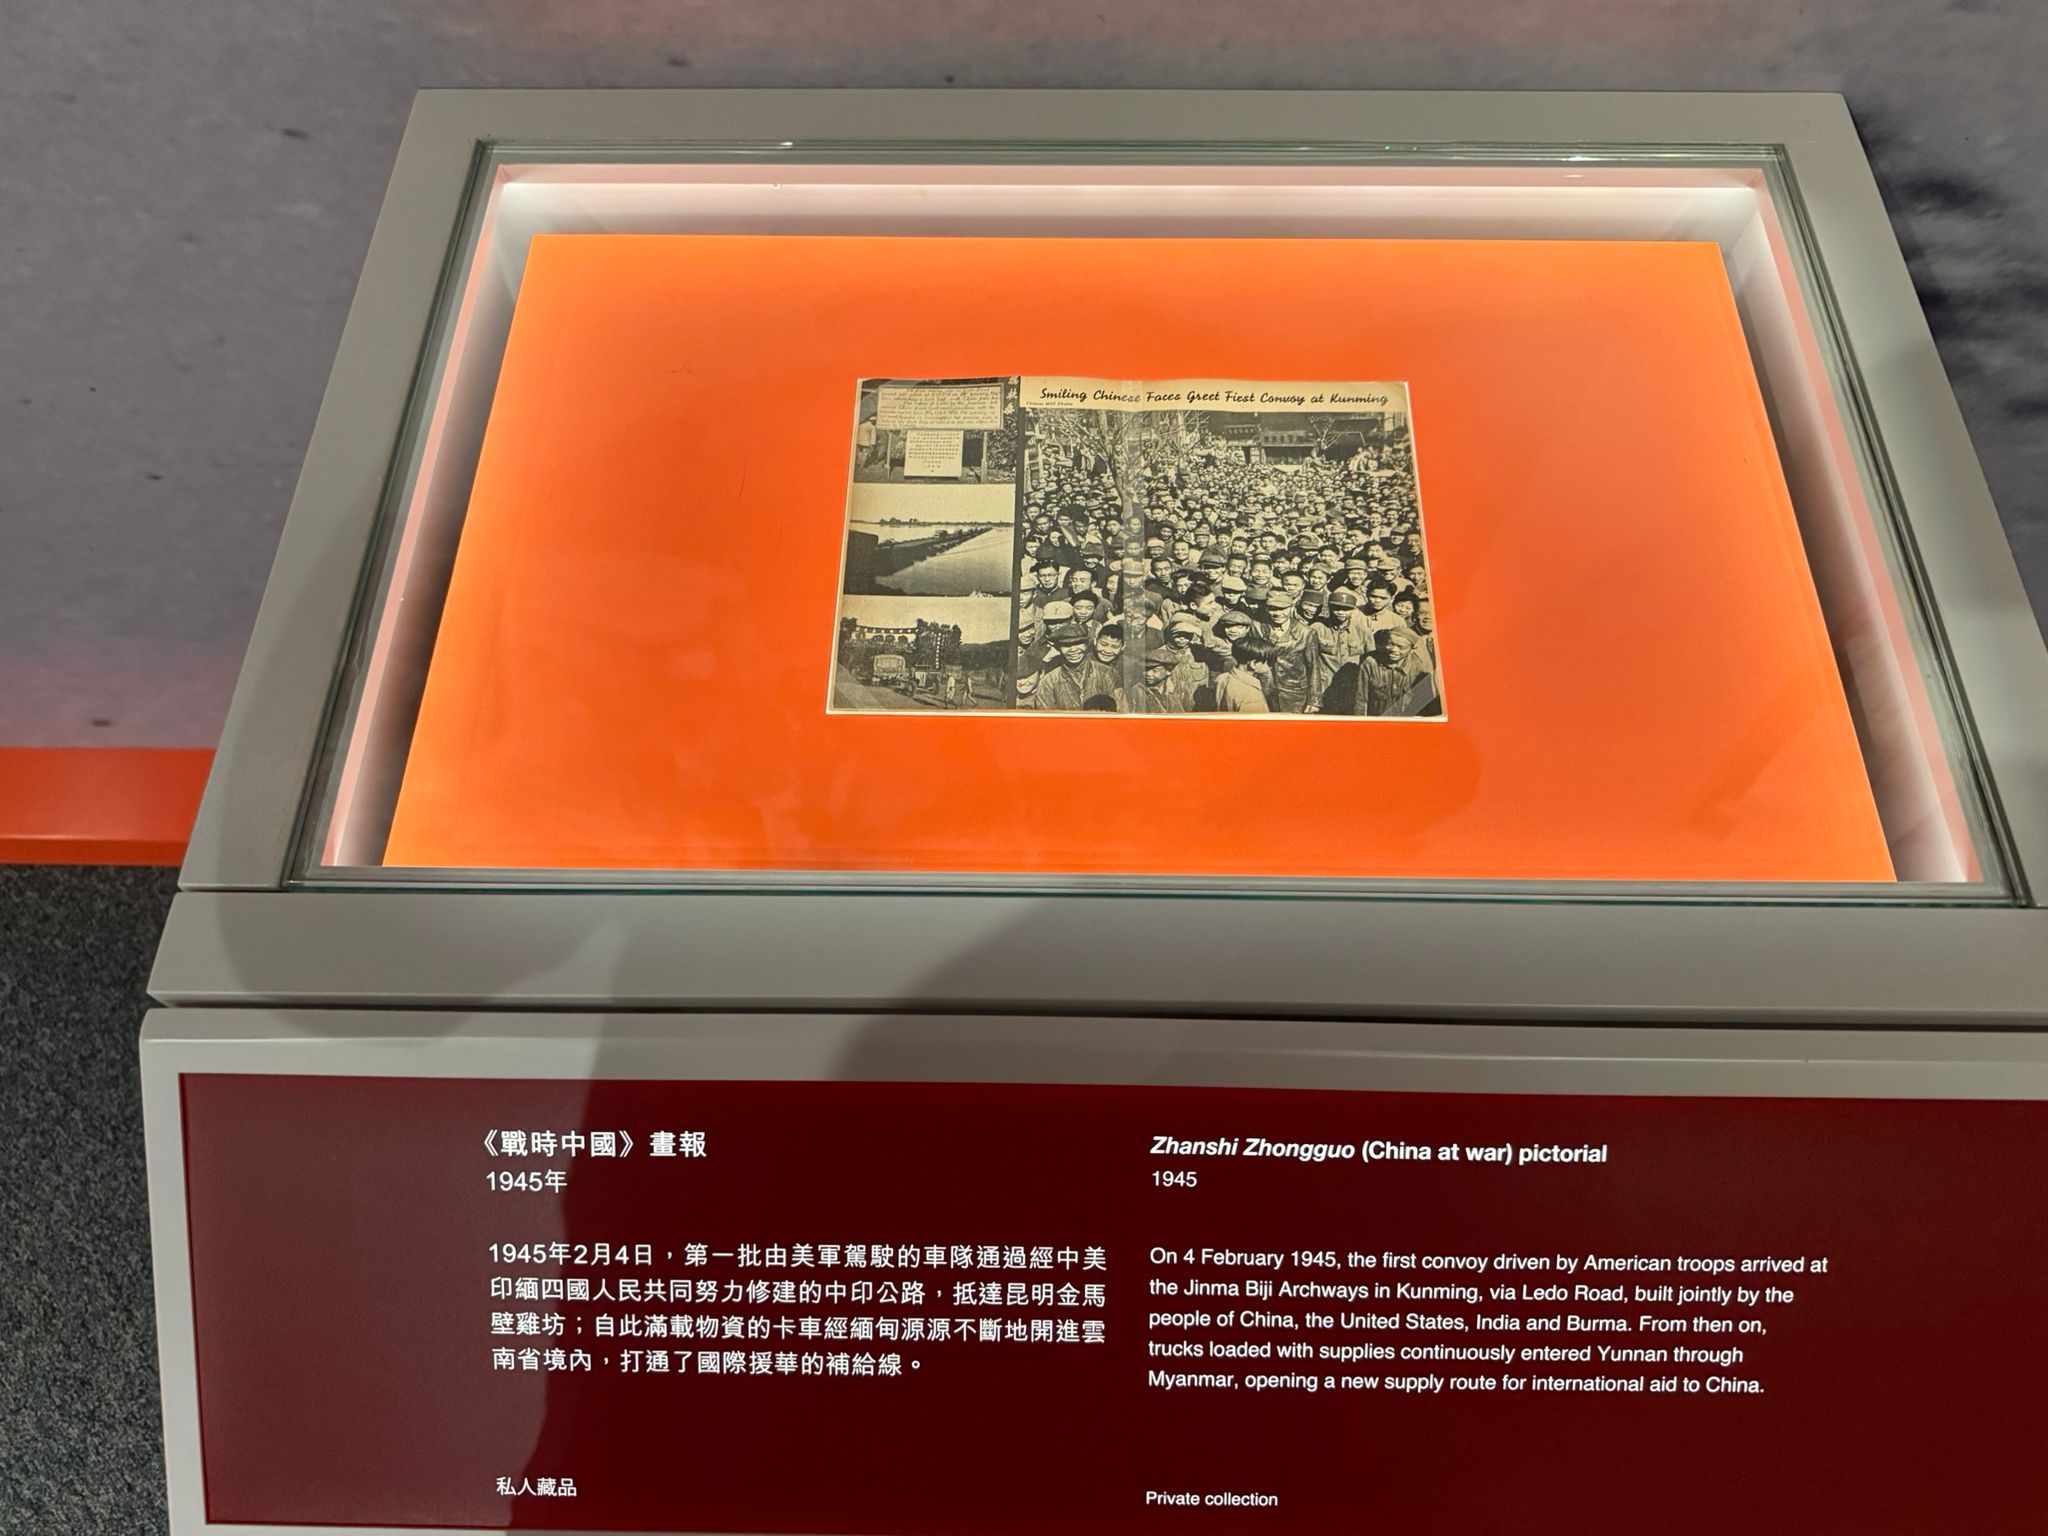 Smiling Chinese Faces Greet First Convoy at Kunming
《戰時中國》畫報
1945年
1945年2月4日，第一批由美軍駕駛的車隊通過經中美
印緬四國人民共同努力修建的中印公路，抵達昆明金馬
壁雞坊；自此滿載物資的卡車經緬甸源源不斷地開進雲
南省境內，打通了國際援華的補給線。
私人藏品
Zhanshi Zhongguo (China at war) pictorial
1945
On 4 February 1945, the first convoy driven by American troops arrived at
the Jinma Biji Archways in Kunming, via Ledo Road, built jointly by the
people of China, the United States, India and Burma. From then on,
trucks loaded with supplies continuously entered Yunnan through
Myanmar, opening a new supply route for international aid to China.
Private collection